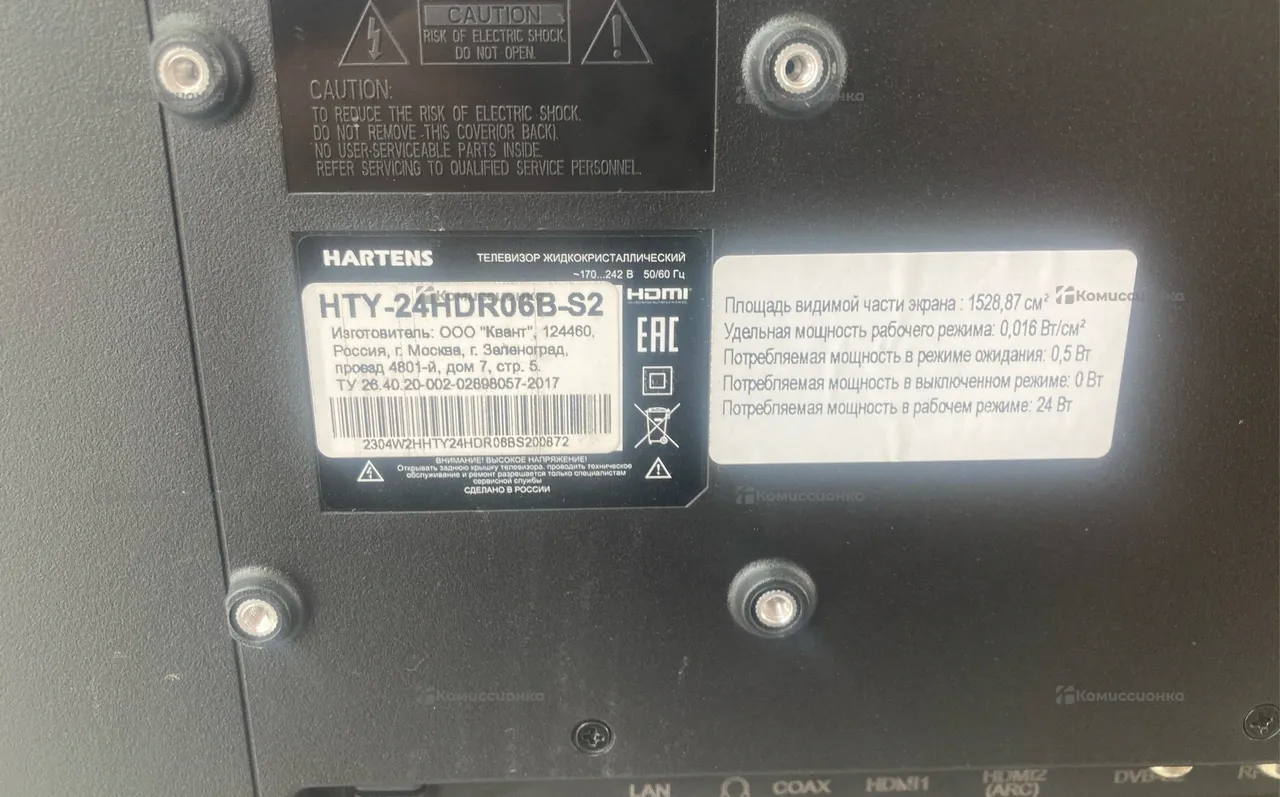 CAUTION
RISK OF ELECTRIC SHOCK.
DO NOT OPEN.
CAUTION:
TO REDUCE THE RISK OF ELECTRIC SHOCK.
DO NOT REMOVE THIS COVER(OR BACK).
NO USER-SERVICEABLE PARTS INSIDE.
REFER SERVICING TO QUALIFIED SERVICE PERSONNEL.
HARTENS
ТЕЛЕВИЗОР ЖИДКОКРИСТАЛЛИЧЕСКИЙ
~170...242 В 50/60 Гц
HDMI
HTY-24HDR06B-S2
Изготовитель: ООО "Квант", 124460,
Россия, г. Москва, г. Зеленоград,
проезд 4801-й, дом 7, стр. 5.
ТУ 26.40.20-002-02898057-2017
EAC
2304W2HHTY24HDR06BS200872
ВНИМАНИЕ! ВЫСОКОЕ НАПРЯЖЕНИЕ!
Открывать заднюю крышку телевизора, проводить техническое
обслуживание и ремонт разрешается только специалистам
сервисной службы
СДЕЛАНО В РОССИИ
Площадь видимой части экрана : 1528,87 см²
Удельная мощность рабочего режима: 0,016 Вт/см²
Потребляемая мощность в режиме ожидания: 0,5 Вт
Потребляемая мощность в выключенном режиме: 0 Вт
Потребляемая мощность в рабочем режиме: 24 Вт
Комиссионка
Комиссионка
Комиссионка
Комиссионка
Комиссионка
LAN
COAX
HDMI1
HDMI2
(ARC)